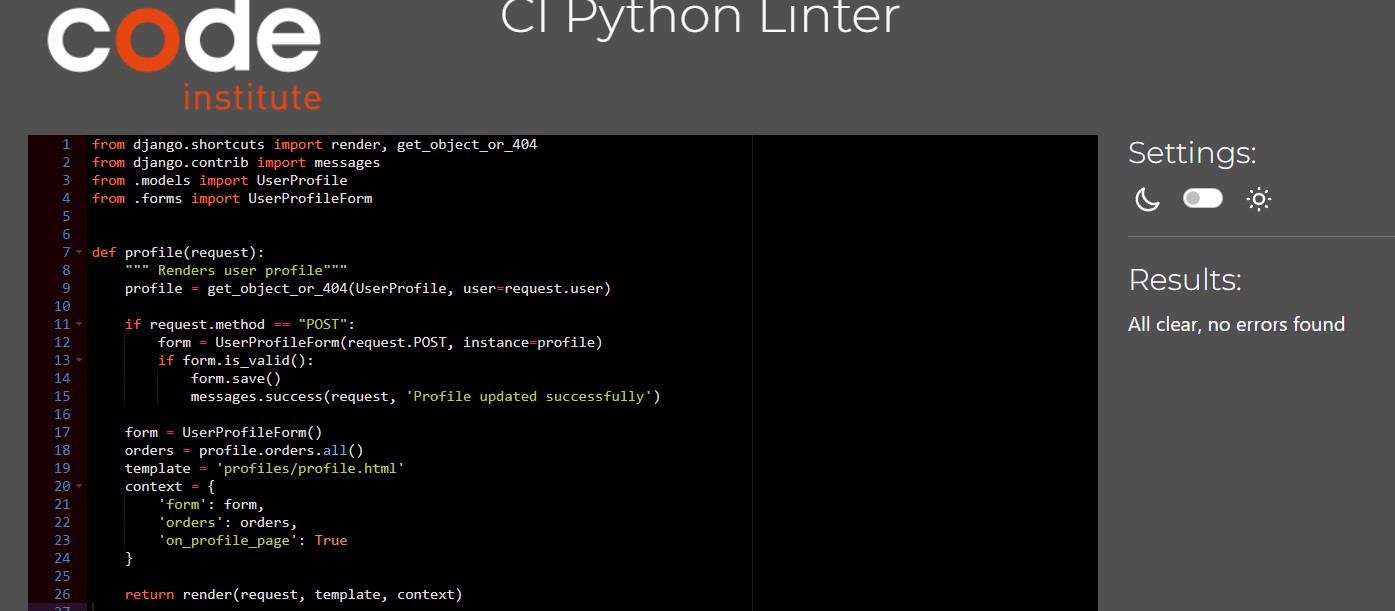 code
institute
CI Python Linter
1 from django.shortcuts import render, get_object_or_404
2 from django.contrib import messages
3 from .models import UserProfile
4 from .forms import UserProfileForm
5
6
7 def profile(request):
8     """ Renders user profile"""
9     profile = get_object_or_404(UserProfile, user=request.user)
10
11     if request.method == "POST":
12         form = UserProfileForm(request.POST, instance=profile)
13         if form.is_valid():
14             form.save()
15             messages.success(request, 'Profile updated successfully')
16
17     form = UserProfileForm()
18     orders = profile.orders.all()
19     template = 'profiles/profile.html'
20     context = {
21         'form': form,
22         'orders': orders,
23         'on_profile_page': True
24     }
25
26     return render(request, template, context)
27
Settings:
Results:
All clear, no errors found